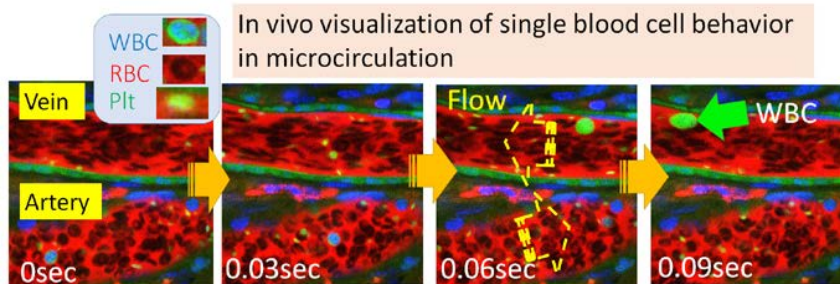 In vivo visualization of single blood cell behavior
in microcirculation
WBC
RBC
Plt
Vein
Artery
Flow
WBC
0sec
0.03sec
0.06sec
0.09sec